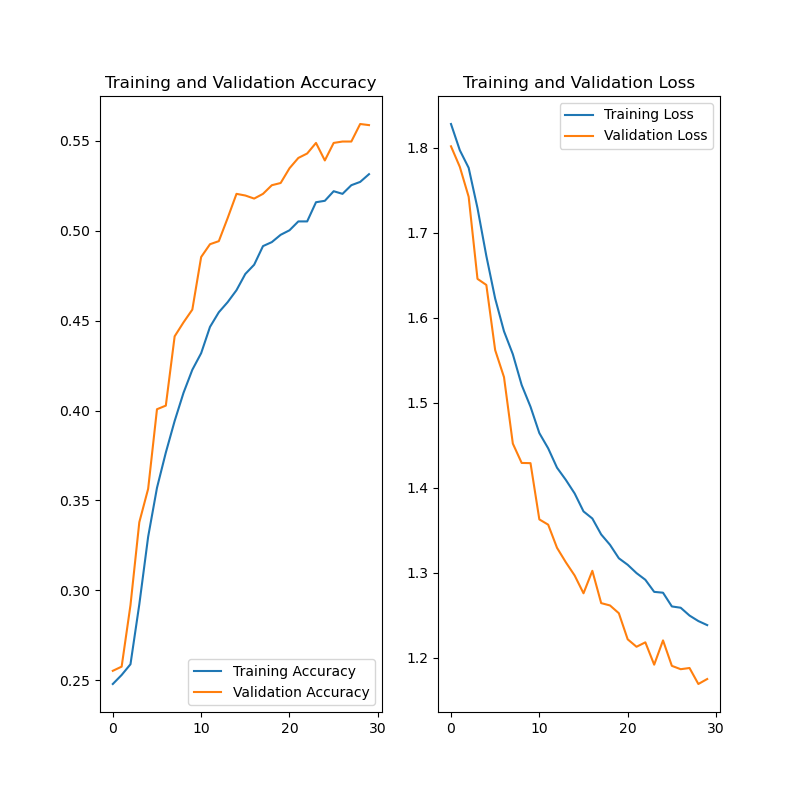 Training and Validation Accuracy
0.55
0.50
0.45
0.40
0.35
0.30
0.25
0 10 20 30
Training Accuracy
Validation Accuracy
Training and Validation Loss
1.8
1.7
1.6
1.5
1.4
1.3
1.2
0 10 20 30
Training Loss
Validation Loss